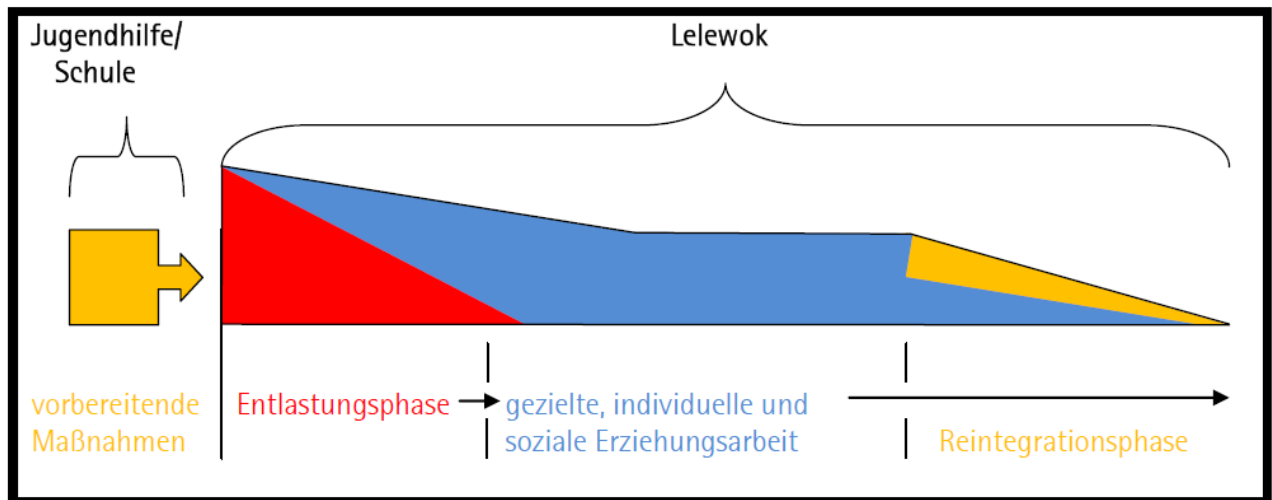 Jugendhilfe/
Schule
Lelewok
vorbereitende
Maßnahmen
Entlastungsphase
gezielte, individuelle und
soziale Erziehungsarbeit
Reintegrationsphase